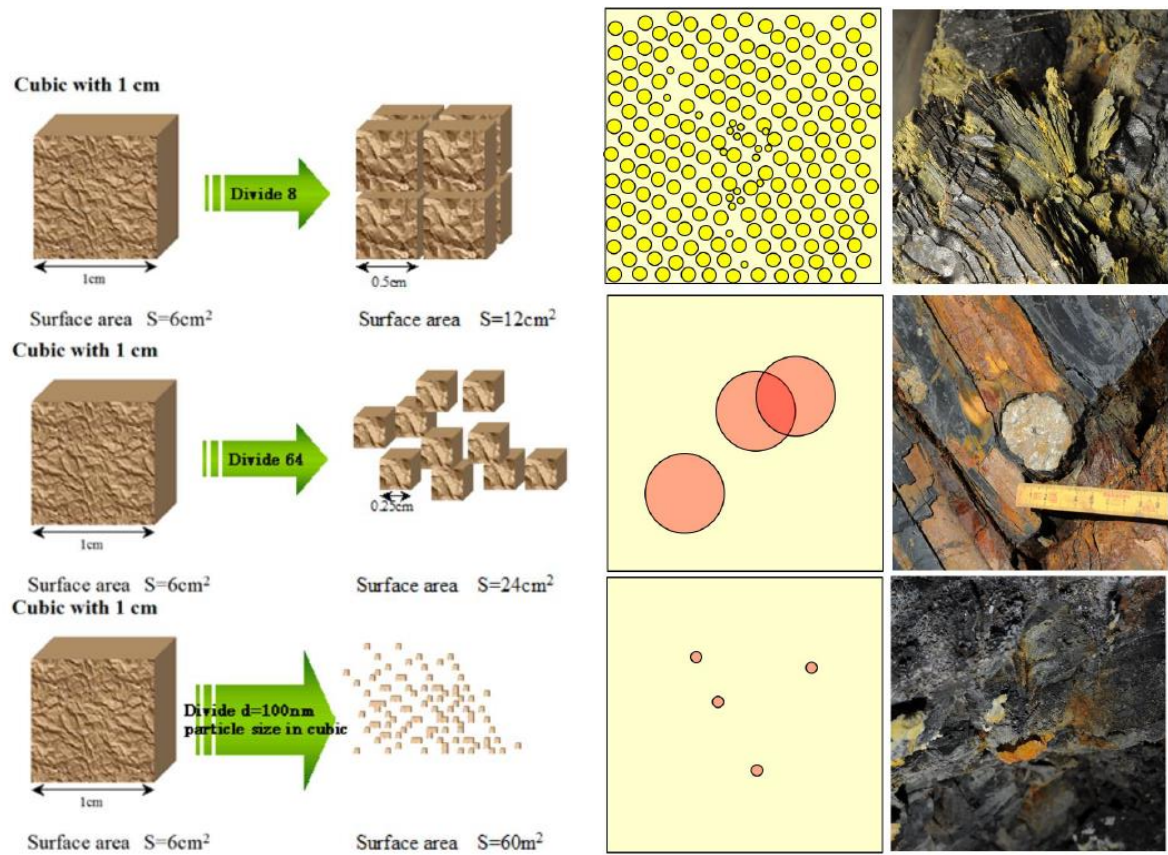 Cubic with 1 cm
Divide 8
1cm
0.5cm
Surface area S=6cm²
Surface area S=12cm²
Cubic with 1 cm
Divide 64
1cm
0.25cm
Surface area S=6cm²
Surface area S=24cm²
Cubic with 1 cm
Divide d=100nm
particle size in cubic
1cm
Surface area S=6cm²
Surface area S=60m²